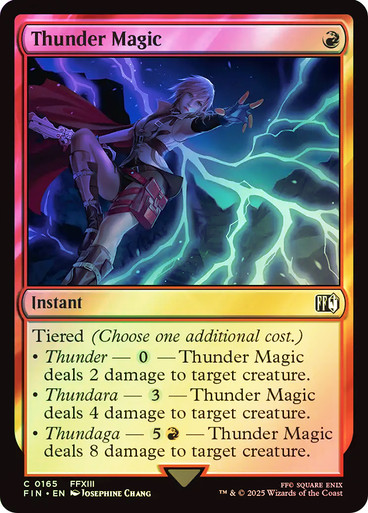 Thunder Magic
Instant
FF
Tiered (Choose one additional cost.)
• Thunder — 0 — Thunder Magic
deals 2 damage to target creature.
• Thundara — 3 — Thunder Magic
deals 4 damage to target creature.
• Thundaga — 5 — Thunder Magic
deals 8 damage to target creature.
C 0165 FFXIII
FIN • EN Josephine Chang
FF© SQUARE ENIX
™ & © 2025 Wizards of the Coast